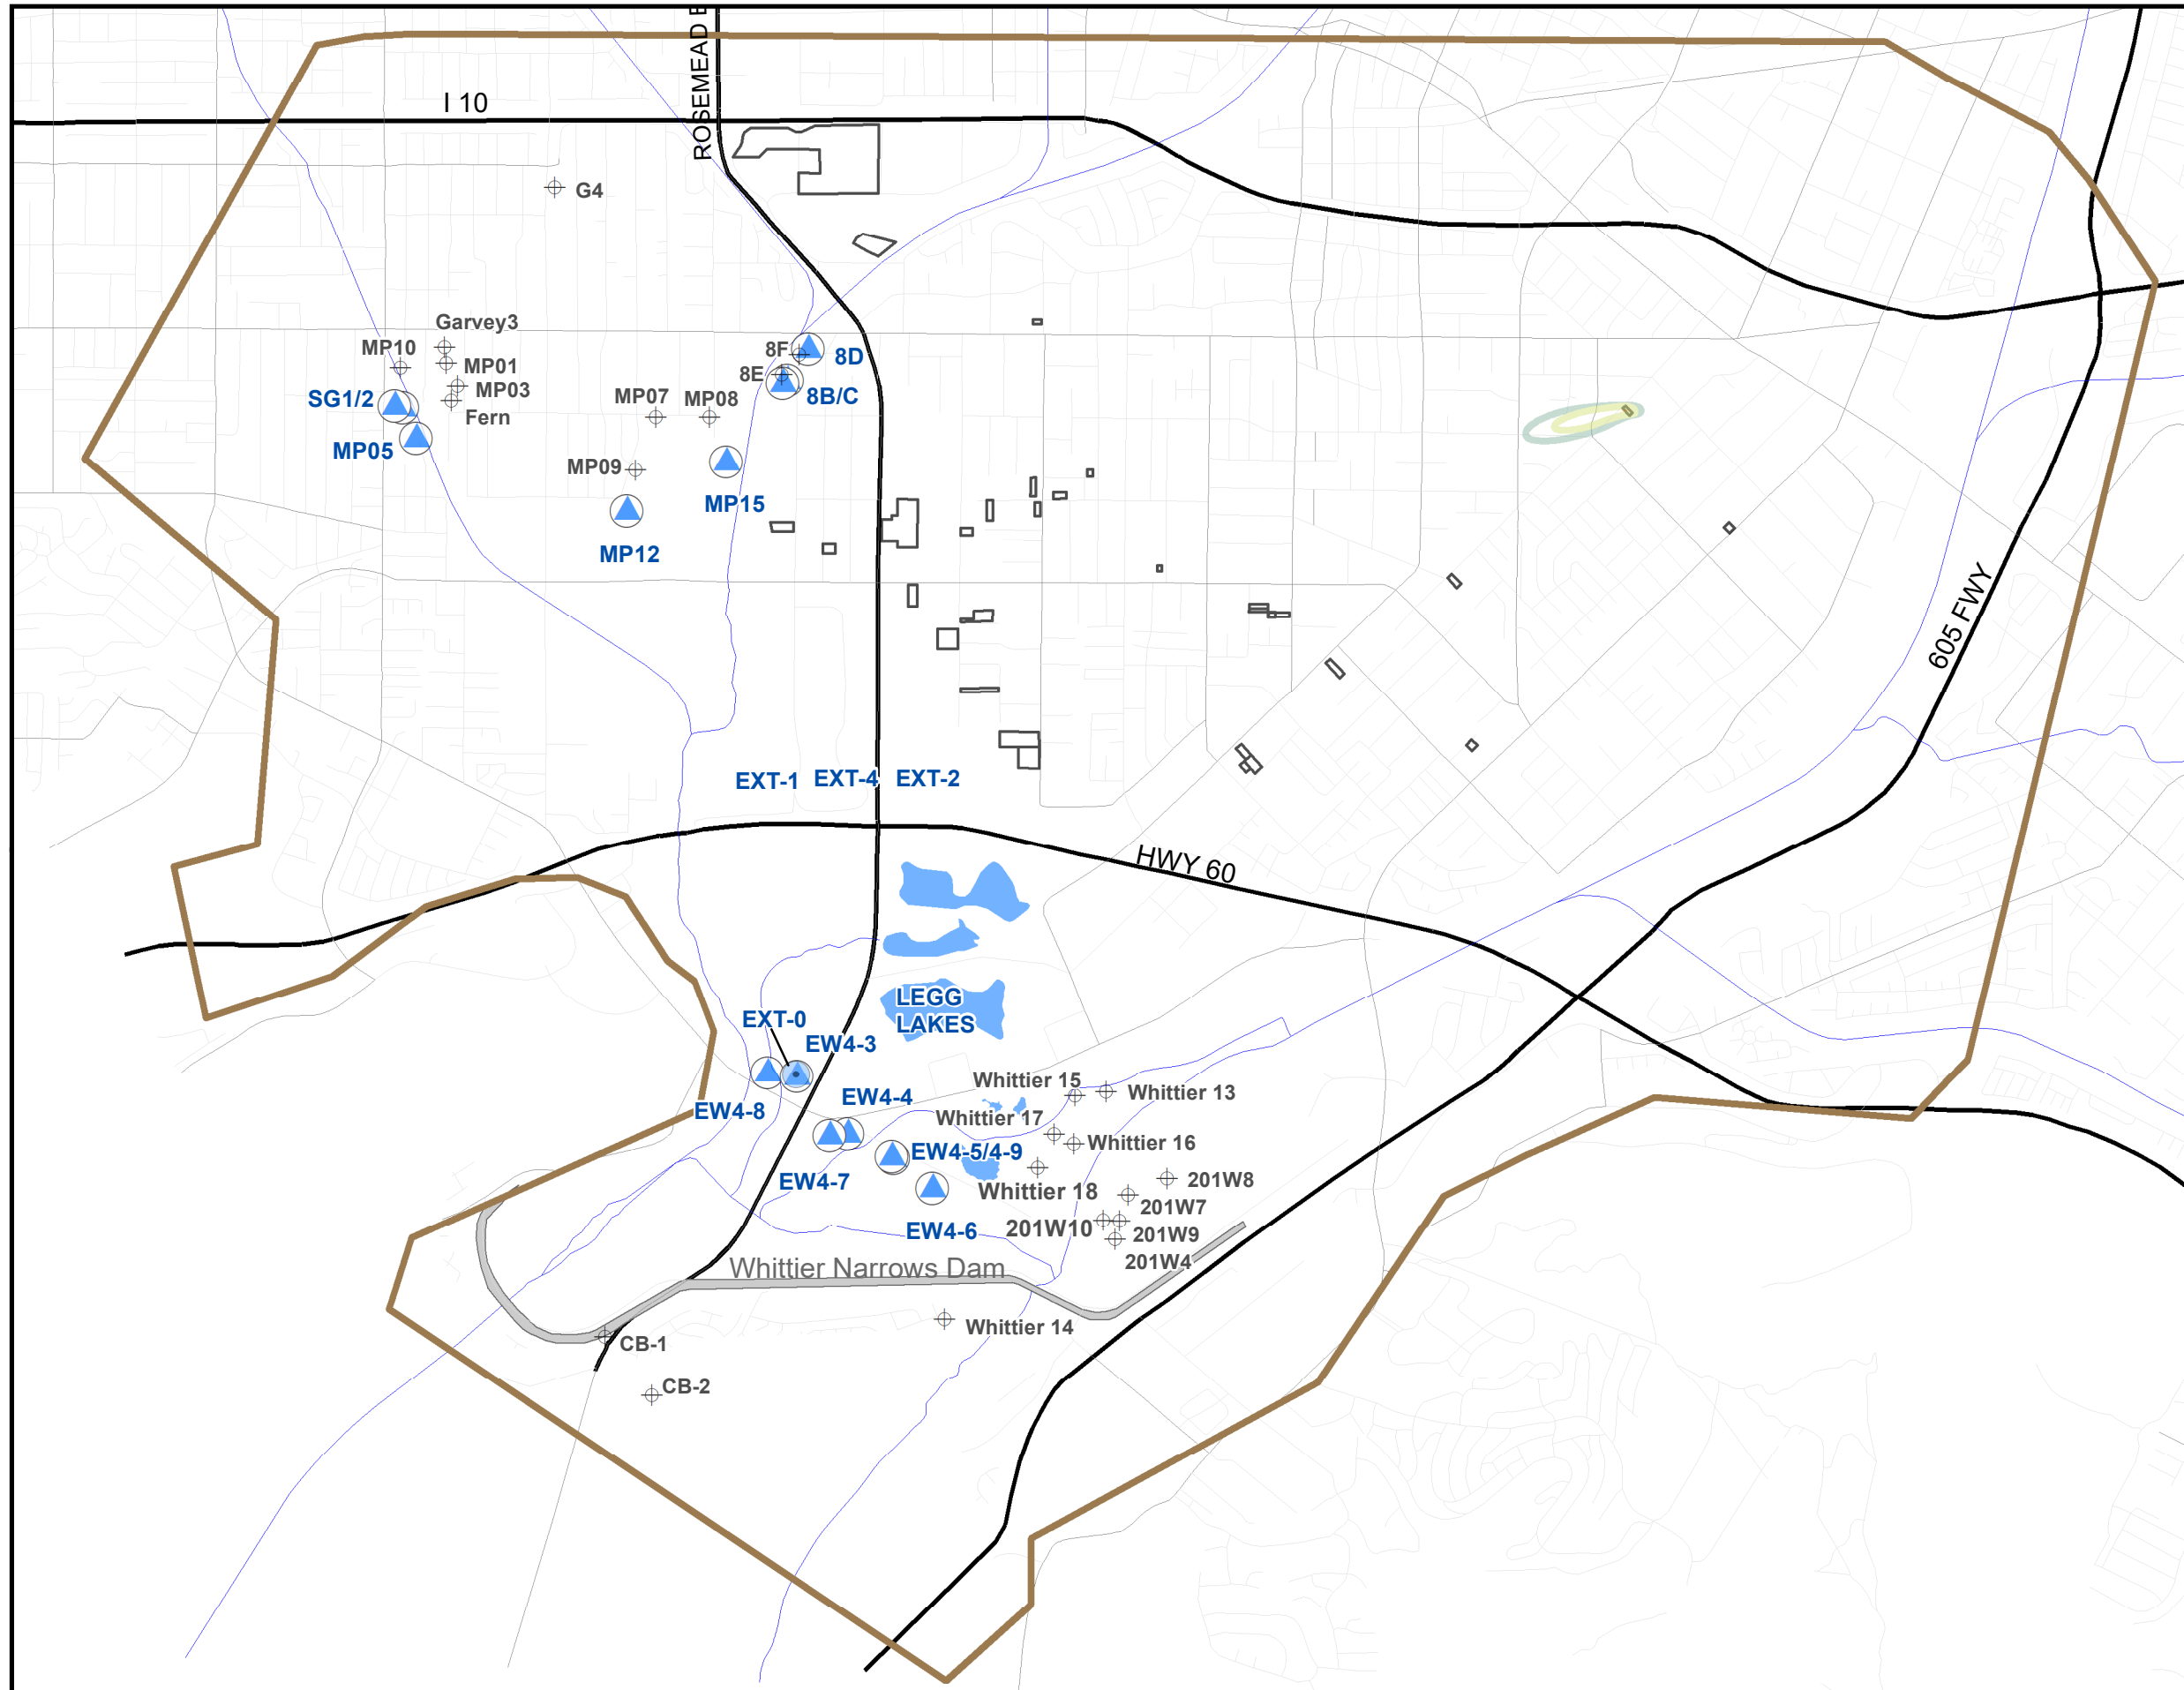 ROSEMEAD B
I 10
G4
Garvey3
MP10
MP01
8F
8D
8E
MP03
SG1/2
MP07
MP08
8B/C
Fern
MP05
MP09
MP15
MP12
605 FWY
EXT-1
EXT-4
EXT-2
HWY 60
LEGG
LAKES
EXT-0
EW4-3
Whittier 15
Whittier 13
EW4-4
EW4-8
Whittier 17
Whittier 16
EW4-5/4-9
EW4-7
Whittier 18
201W8
201W7
EW4-6
201W10
201W9
201W4
Whittier Narrows Dam
Whittier 14
CB-1
CB-2